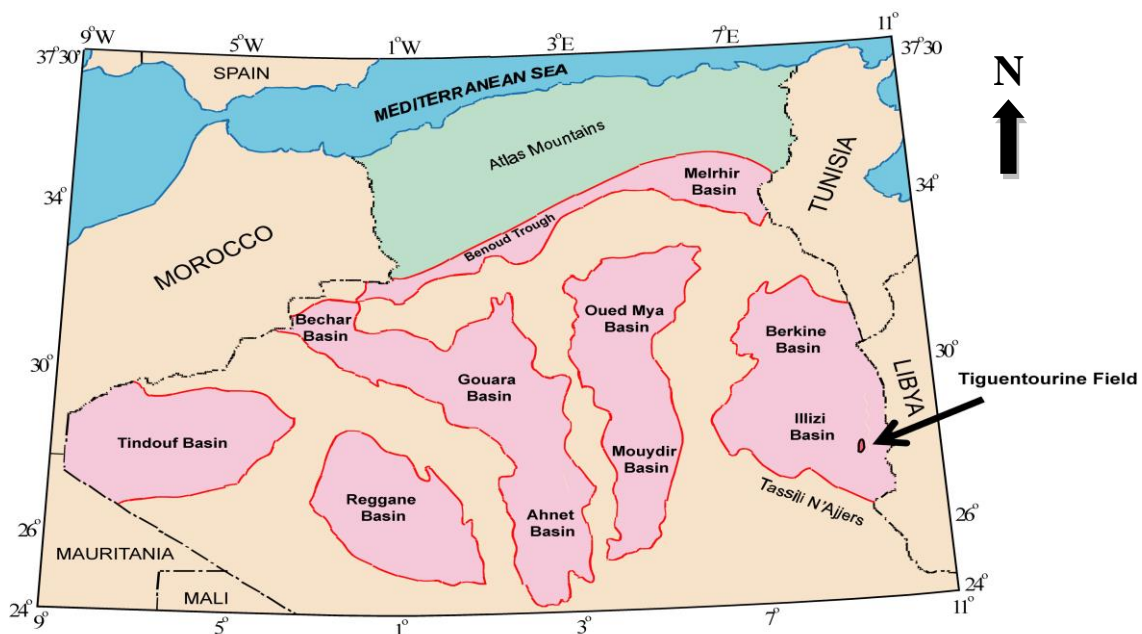 9°W
5°W
1°W
3°E
7°E
11°
37°30'
37°30
SPAIN
MEDITERRANEAN SEA
N
Atlas Mountains
TUNISIA
34°
34°
Melrhir
Basin
Benoud Trough
MOROCCO
Bechar
Basin
Oued Mya
Basin
Berkine
Basin
30°
30°
LIBYA
Gouara
Basin
Tiguentourine Field
Tindouf Basin
Illizi
Basin
Mouydir
Basin
Reggane
Basin
Ahnet
Basin
Tassili N'Ajjers
26°
26°
MAURITANIA
MALI
24°
24°
9°
5°
1°
3°
7°
11°